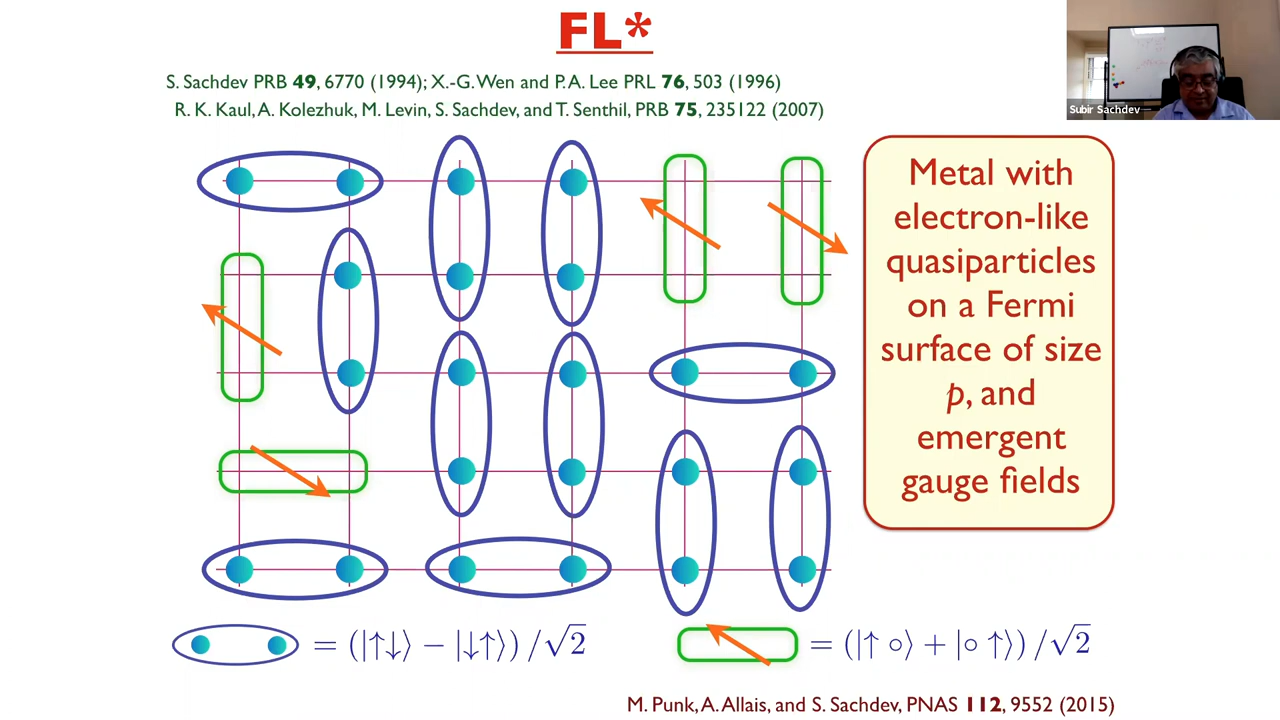 FL*
S. Sachdev PRB 49, 6770 (1994); X.-G. Wen and P. A. Lee PRL 76, 503 (1996)
R. K. Kaul, A. Kolezhuk, M. Levin, S. Sachdev, and T. Senthil, PRB 75, 235122 (2007)
Subir Sachdev
Metal with
electron-like
quasiparticles
on a Fermi
surface of size
p, and
emergent
gauge fields
= (|↑↓⟩ − |↓↑⟩) /√2
= (|↑ ∘⟩ + |∘ ↑⟩) /√2
M. Punk, A. Allais, and S. Sachdev, PNAS 112, 9552 (2015)